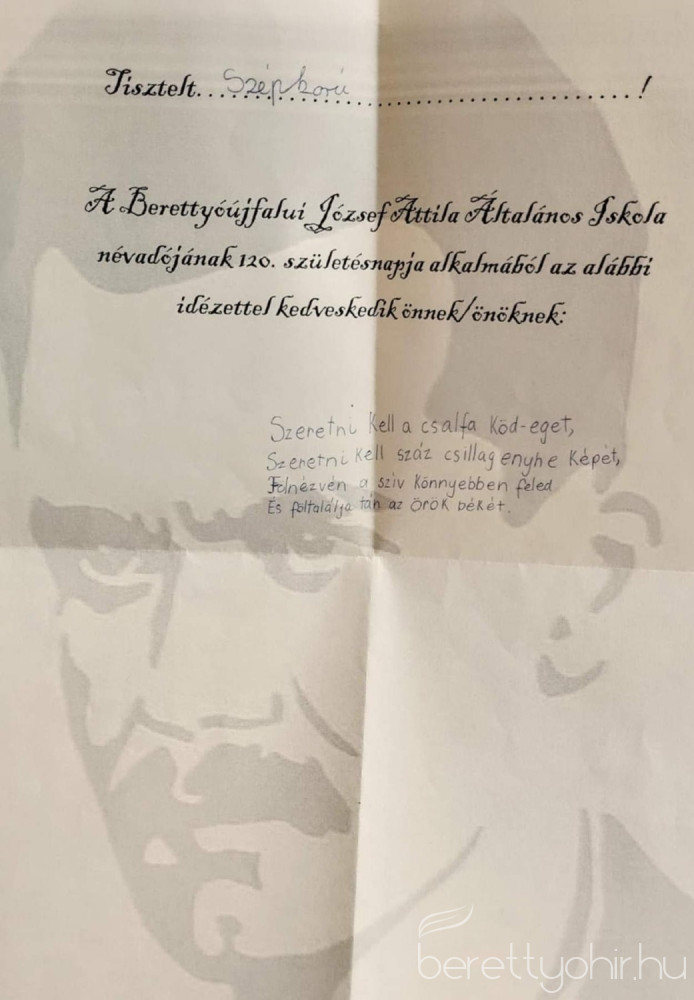 Tisztelt. Szépkorú !
A Berettyóújfalui József Attila Általános Iskola
névadójának 120. születésnapja alkalmából az alábbi
idézettel kedveskedik önnek/önöknek:
Szeretni kell a csalfa köd-eget,
Szeretni kell száz csillag enyhe képét,
Fölnézvén a szív könnyebben feled
És föltalálja tán az örök békét.
berettyohir.hu